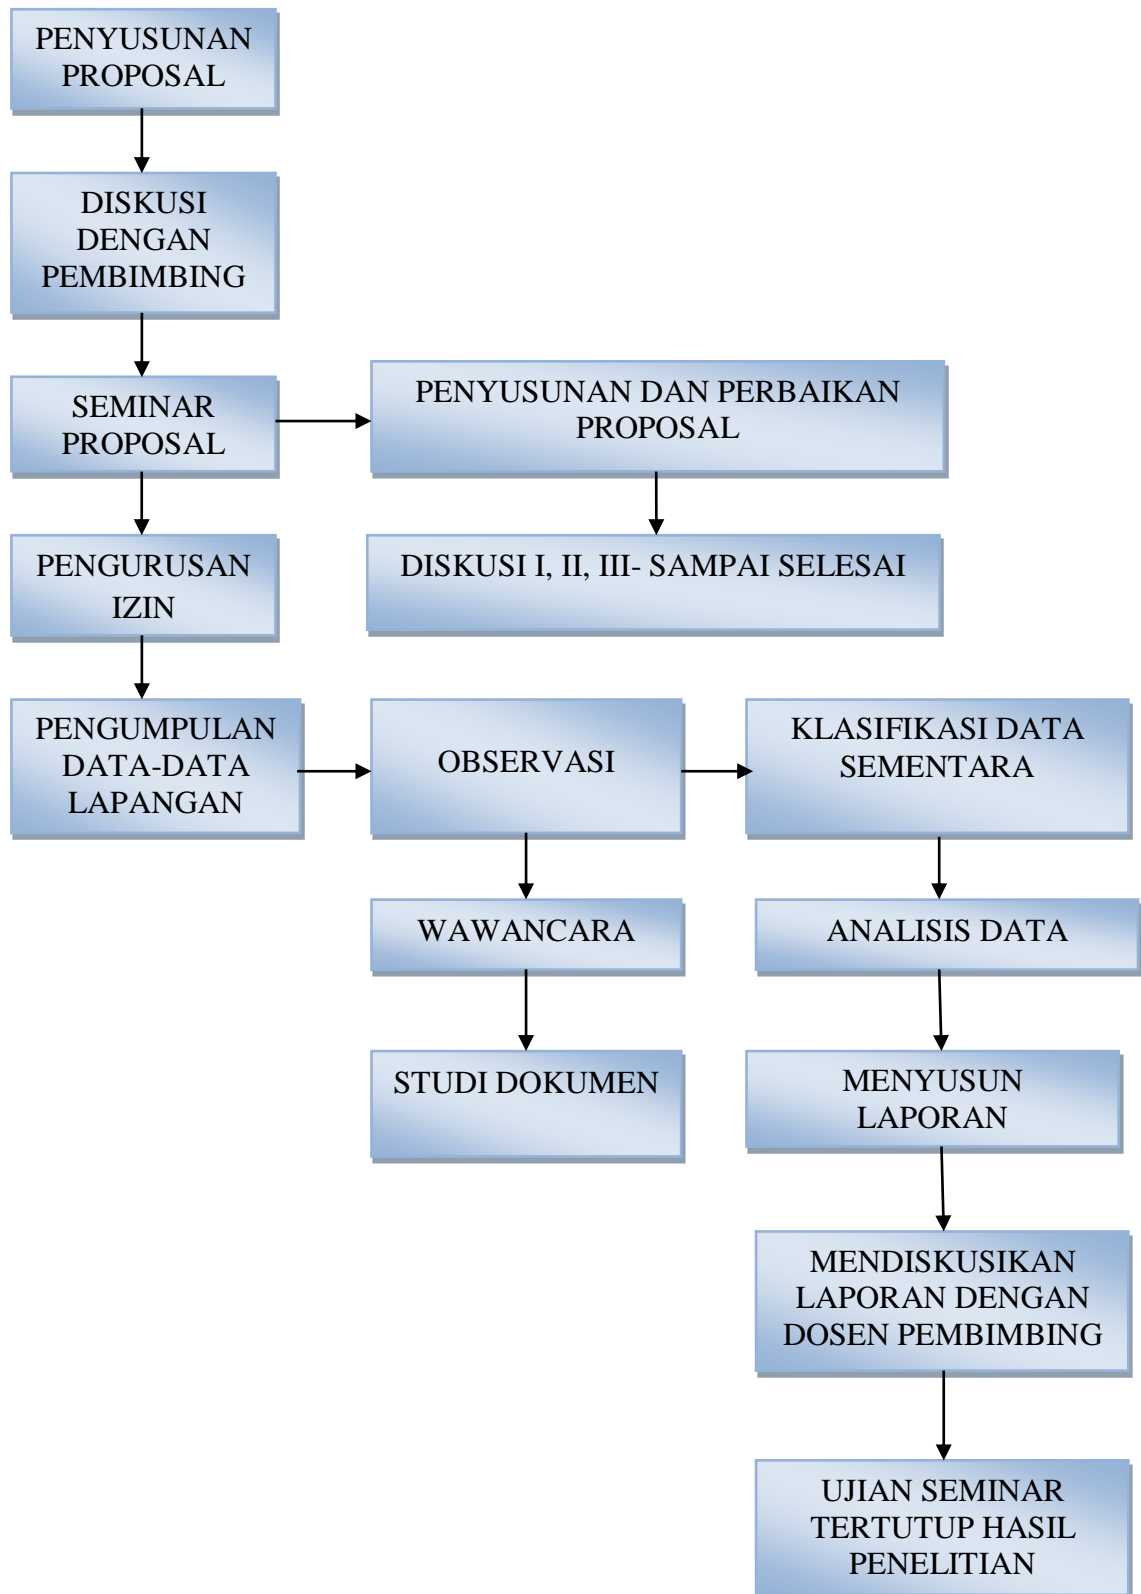 PENYUSUNAN
PROPOSAL
DISKUSI
DENGAN
PEMBIMBING
SEMINAR
PROPOSAL
PENYUSUNAN DAN PERBAIKAN
PROPOSAL
PENGURUSAN
IZIN
DISKUSI I, II, III- SAMPAI SELESAI
PENGUMPULAN
DATA-DATA
LAPANGAN
OBSERVASI
KLASIFIKASI DATA
SEMENTARA
WAWANCARA
ANALISIS DATA
STUDI DOKUMEN
MENYUSUN
LAPORAN
MENDISKUSIKAN
LAPORAN DENGAN
DOSEN PEMBIMBING
UJIAN SEMINAR
TERTUTUP HASIL
PENELITIAN